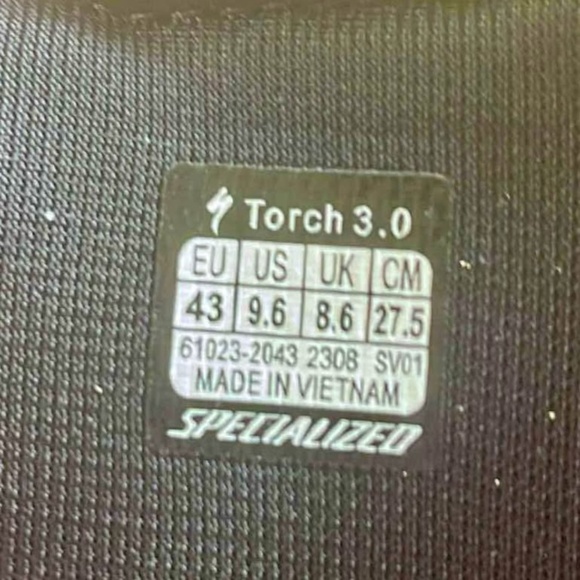 Torch 3.0
EU US UK CM
43 9.6 8.6 27.5
61023-2043 2308 SV01
MADE IN VIETNAM
SPECIALIZED